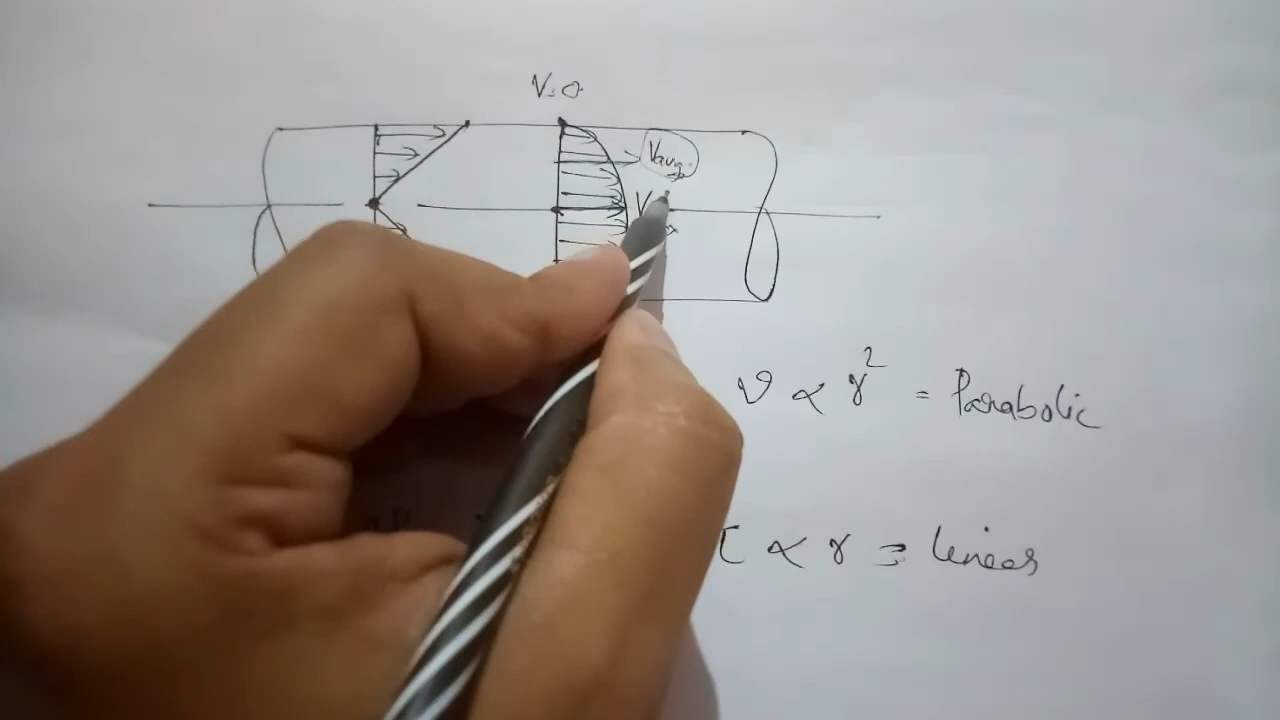 V=0
Vavg.
V
v ∝ r² = Parabolic
τ ∝ r = linear